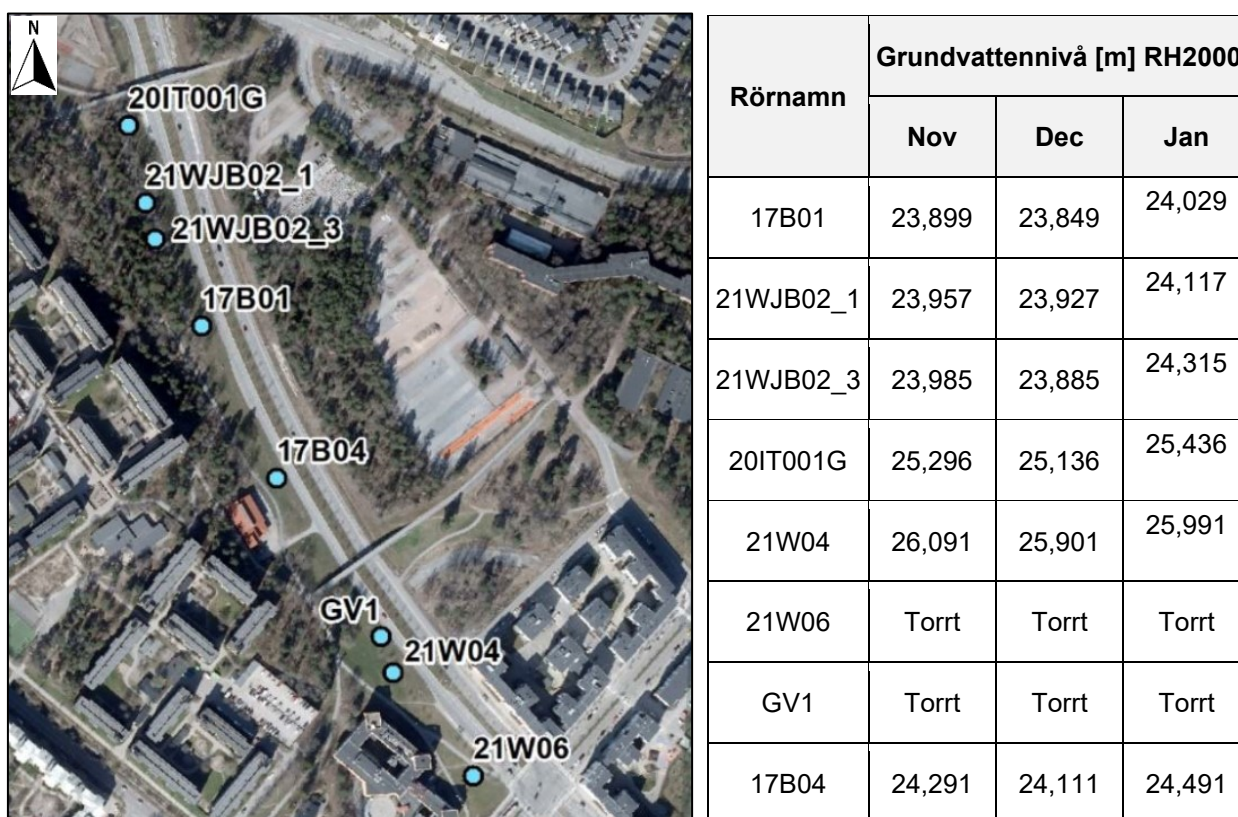 N
20IT001G
21WJB02_1
21WJB02_3
17B01
17B04
GV1
21W04
21W06
Rörnamn Grundvattennivå [m] RH2000
Nov Dec Jan
17B01 23,899 23,849 24,029
21WJB02_1 23,957 23,927 24,117
21WJB02_3 23,985 23,885 24,315
20IT001G 25,296 25,136 25,436
21W04 26,091 25,901 25,991
21W06 Torrt Torrt Torrt
GV1 Torrt Torrt Torrt
17B04 24,291 24,111 24,491